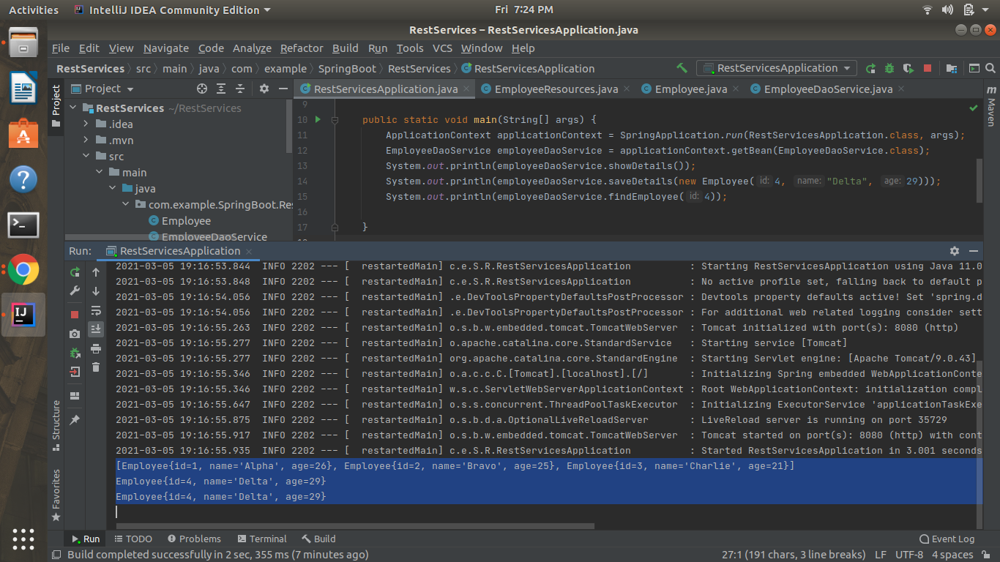 Activities IntelliJ IDEA Community Edition Fri 7:24 PM
RestServices – RestServicesApplication.java
File Edit View Navigate Code Analyze Refactor Build Run Tools VCS Window Help
RestServices src main java com example SpringBoot RestServices RestServicesApplication RestServicesApplication
Project
Project
RestServices ~/RestServices
.idea
.mvn
src
main
java
com.example.SpringBoot.Res
Employee
EmployeeDaoService
RestServicesApplication.java EmployeeResources.java Employee.java EmployeeDaoService.java
Maven
9
10 public static void main(String[] args) {
11 ApplicationContext applicationContext = SpringApplication.run(RestServicesApplication.class, args);
12 EmployeeDaoService employeeDaoService = applicationContext.getBean(EmployeeDaoService.class);
13 System.out.println(employeeDaoService.showDetails());
14 System.out.println(employeeDaoService.saveDetails(new Employee( id: 4, name: "Delta", age: 29)));
15 System.out.println(employeeDaoService.findEmployee( id: 4));
16
17 }
Run: RestServicesApplication
2021-03-05 19:16:53.844 INFO 2202 --- [ restartedMain] c.e.S.R.RestServicesApplication : Starting RestServicesApplication using Java 11.0
2021-03-05 19:16:53.848 INFO 2202 --- [ restartedMain] c.e.S.R.RestServicesApplication : No active profile set, falling back to default p
2021-03-05 19:16:54.056 INFO 2202 --- [ restartedMain] .e.DevToolsPropertyDefaultsPostProcessor : Devtools property defaults active! Set 'spring.d
2021-03-05 19:16:54.056 INFO 2202 --- [ restartedMain] .e.DevToolsPropertyDefaultsPostProcessor : For additional web related logging consider sett
2021-03-05 19:16:55.263 INFO 2202 --- [ restartedMain] o.s.b.w.embedded.tomcat.TomcatWebServer : Tomcat initialized with port(s): 8080 (http)
2021-03-05 19:16:55.277 INFO 2202 --- [ restartedMain] o.apache.catalina.core.StandardService : Starting service [Tomcat]
2021-03-05 19:16:55.277 INFO 2202 --- [ restartedMain] org.apache.catalina.core.StandardEngine : Starting Servlet engine: [Apache Tomcat/9.0.43]
2021-03-05 19:16:55.346 INFO 2202 --- [ restartedMain] o.a.c.c.C.[Tomcat].[localhost].[/] : Initializing Spring embedded WebApplicationConte
2021-03-05 19:16:55.346 INFO 2202 --- [ restartedMain] w.s.c.ServletWebServerApplicationContext : Root WebApplicationContext: initialization compl
2021-03-05 19:16:55.647 INFO 2202 --- [ restartedMain] o.s.s.concurrent.ThreadPoolTaskExecutor : Initializing ExecutorService 'applicationTaskExe
2021-03-05 19:16:55.875 INFO 2202 --- [ restartedMain] o.s.b.d.a.OptionalLiveReloadServer : LiveReload server is running on port 35729
2021-03-05 19:16:55.917 INFO 2202 --- [ restartedMain] o.s.b.w.embedded.tomcat.TomcatWebServer : Tomcat started on port(s): 8080 (http) with cont
2021-03-05 19:16:55.935 INFO 2202 --- [ restartedMain] c.e.S.R.RestServicesApplication : Started RestServicesApplication in 3.001 seconds
[Employee{id=1, name='Alpha', age=26}, Employee{id=2, name='Bravo', age=25}, Employee{id=3, name='Charlie', age=21}]
Employee{id=4, name='Delta', age=29}
Employee{id=4, name='Delta', age=29}
Structure
Favorites
Run TODO Problems Terminal Build Event Log
Build completed successfully in 2 sec, 355 ms (7 minutes ago) 27:1 (191 chars, 3 line breaks) LF UTF-8 4 spaces